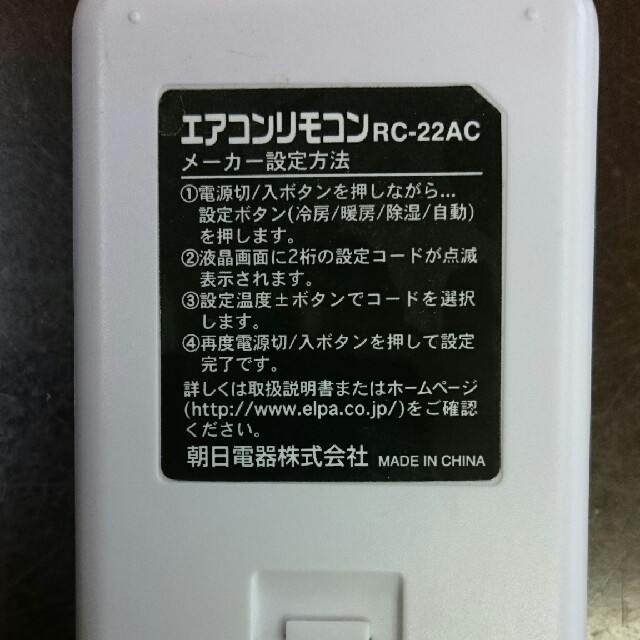 エアコンリモコンRC-22AC
メーカー設定方法
①電源切/入ボタンを押しながら...
設定ボタン(冷房/暖房/除湿/自動)
を押します。
②液晶画面に2桁の設定コードが点滅
表示されます。
③設定温度±ボタンでコードを選択
します。
④再度電源切/入ボタンを押して設定
完了です。
詳しくは取扱説明書またはホームページ
(http://www.elpa.co.jp/)をご確認
ください。
朝日電器株式会社 MADE IN CHINA